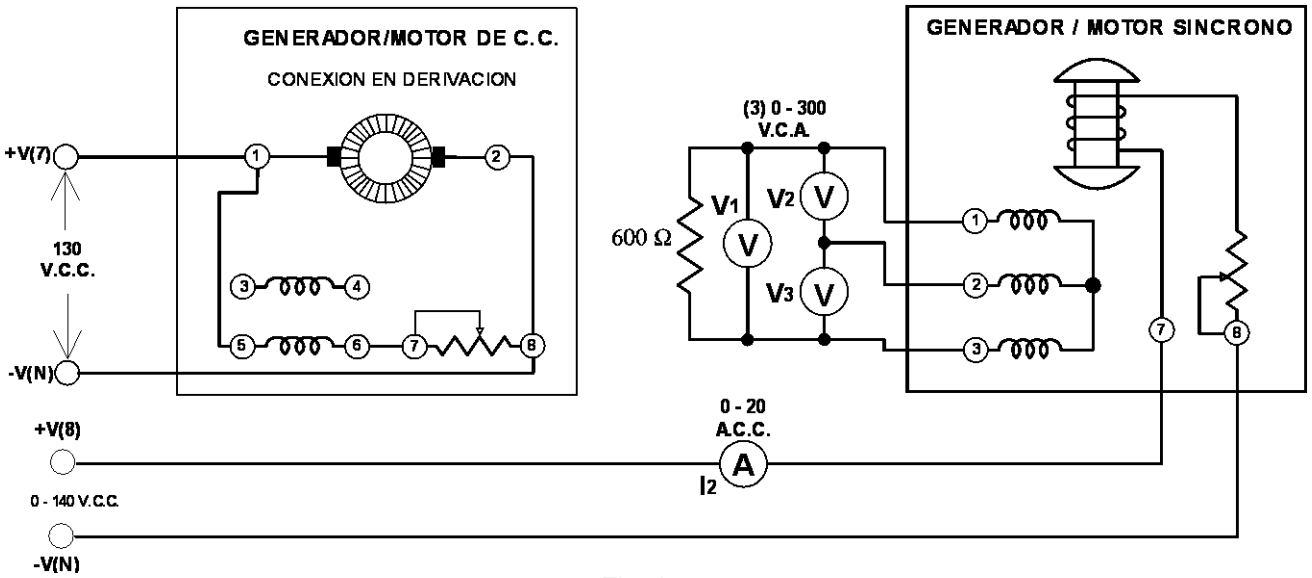 GENERADOR/MOTOR DE C.C.
CONEXION EN DERIVACION
+V(7)
1
2
130
V.C.C.
3
4
5
6
7
8
-V(N)
(3) 0 - 300
V.C.A.
600 Ω
V1
V
V2
V
V3
V
GENERADOR / MOTOR SINCRONO
1
2
3
7
8
+V(8)
0 - 20
A.C.C.
A
I2
0 - 140 V.C.C.
-V(N)